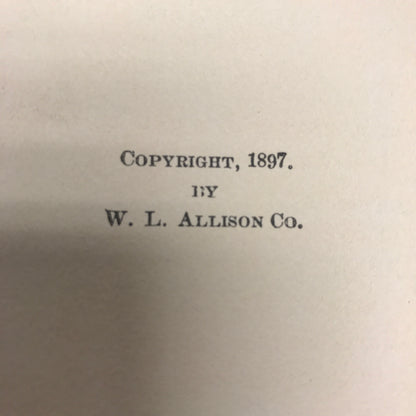 COPYRIGHT, 1897.
BY
W. L. ALLISON CO.